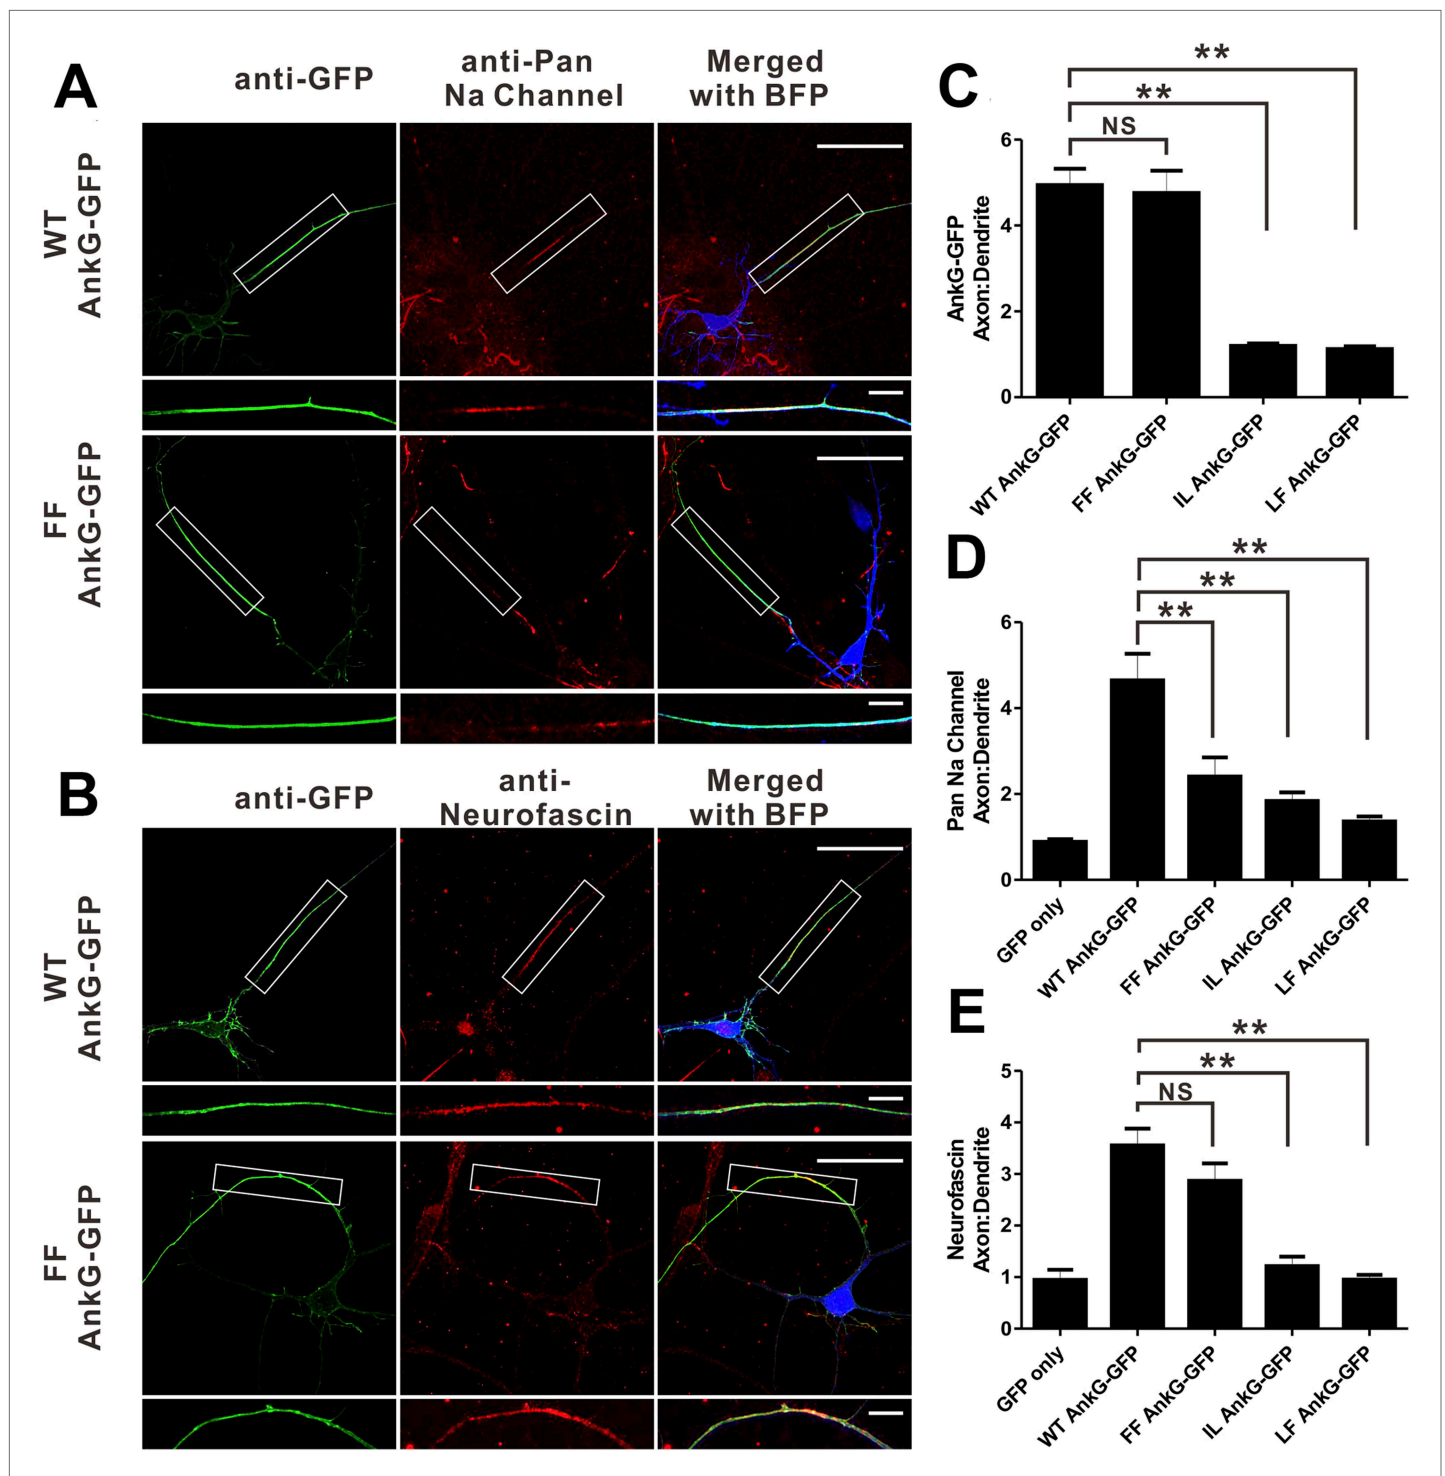 A
anti-GFP
anti-Pan
Na Channel
Merged
with BFP
WT
AnkG-GFP
FF
AnkG-GFP
B
anti-GFP
anti-
Neurofascin
Merged
with BFP
WT
AnkG-GFP
FF
AnkG-GFP
C
**
**
NS
AnkG-GFP
Axon:Dendrite
6
4
2
0
WT AnkG-GFP
FF AnkG-GFP
IL AnkG-GFP
LF AnkG-GFP
D
**
**
**
Pan Na Channel
Axon:Dendrite
6
4
2
0
GFP only
WT AnkG-GFP
FF AnkG-GFP
IL AnkG-GFP
LF AnkG-GFP
E
**
**
NS
Neurofascin
Axon:Dendrite
5
4
3
2
1
0
GFP only
WT AnkG-GFP
FF AnkG-GFP
IL AnkG-GFP
LF AnkG-GFP